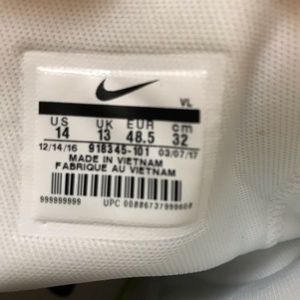 VL
US UK EUR cm
14 13 48.5 32
12/14/16 918345-101 03/07/17
MADE IN VIETNAM
FABRIQUE AU VIETNAM
999999999
UPC